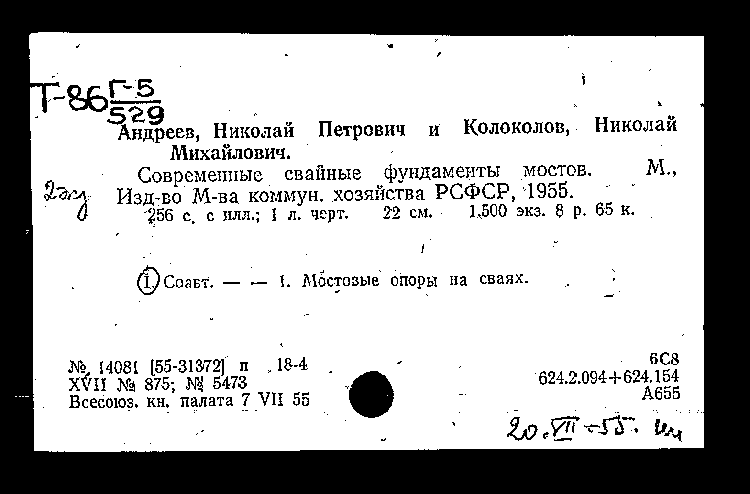 Т-86 Г-5
529
Андреев, Николай Петрович и Колоколов, Николай
Михайлович.
Современные свайные фундаменты мостов. М.,
2 экз
Изд-во М-ва коммун. хозяйства РСФСР, 1955.
256 с. с илл.; 1 л. черт. 22 см. 1.500 экз. 8 р. 65 к.
1 Соавт. — — 1. Мостовые опоры на сваях.
№ 14081 [55-31372] п 18-4
6С8
XVII № 875; № 5473
624.2.094+624.154
Всесоюз. кн. палата 7 VII 55
А655
20.VII-55.